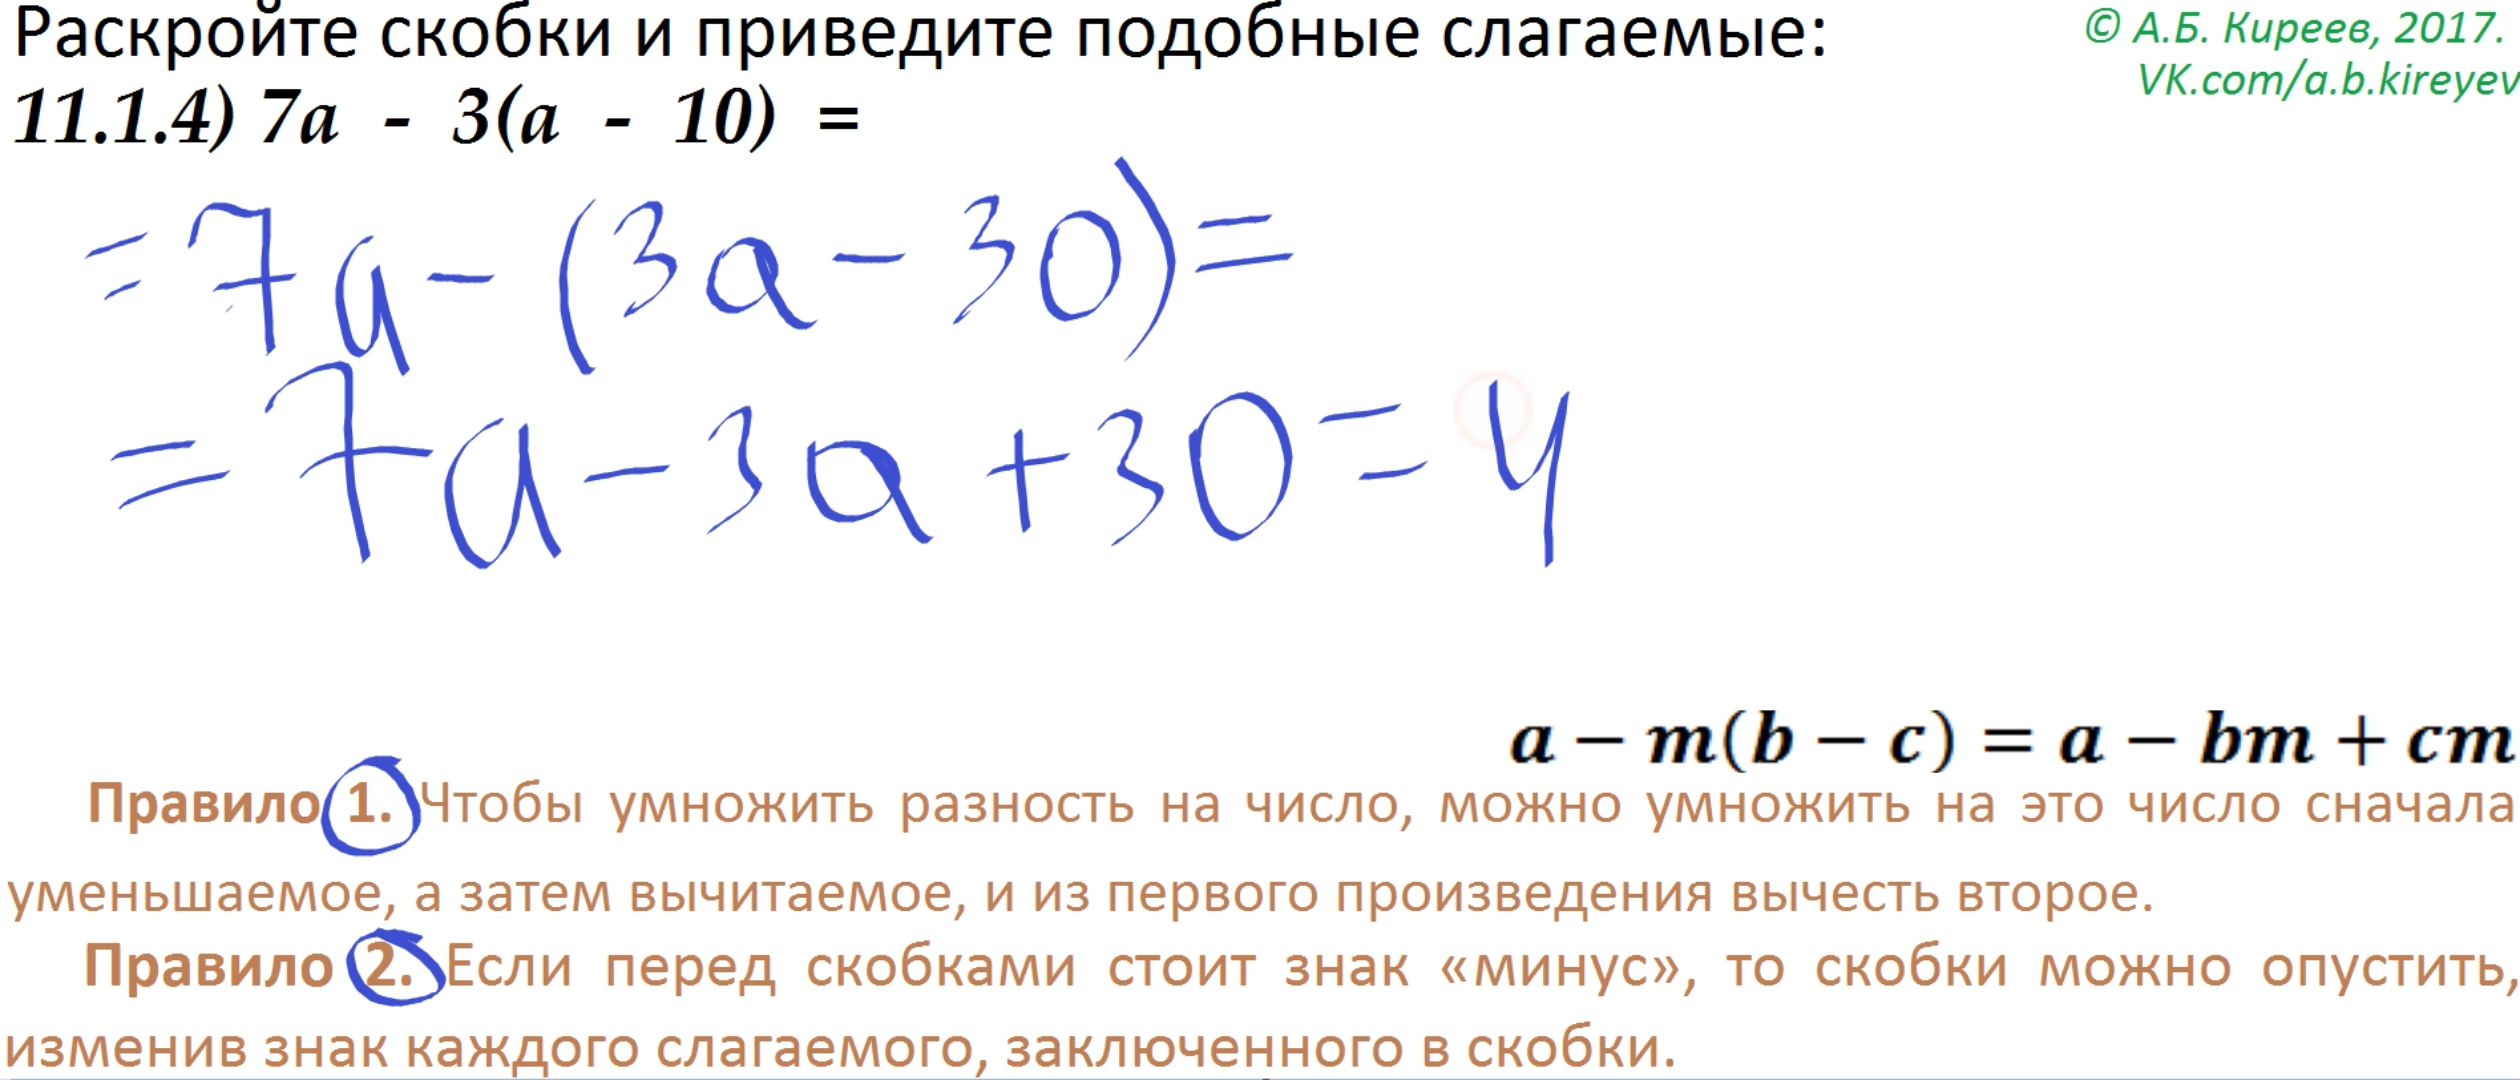 Раскройте скобки и приведите подобные слагаемые:
© А.Б. Киреев, 2017.
VK.com/a.b.kireyev
11.1.4) 7a - 3(a - 10) =
= 7a - (3a - 30) =
= 7a - 3a + 30 = 4
a − m(b − c) = a − bm + cm
Правило 1. Чтобы умножить разность на число, можно умножить на это число сначала
уменьшаемое, а затем вычитаемое, и из первого произведения вычесть второе.
Правило 2. Если перед скобками стоит знак «минус», то скобки можно опустить,
изменив знак каждого слагаемого, заключенного в скобки.